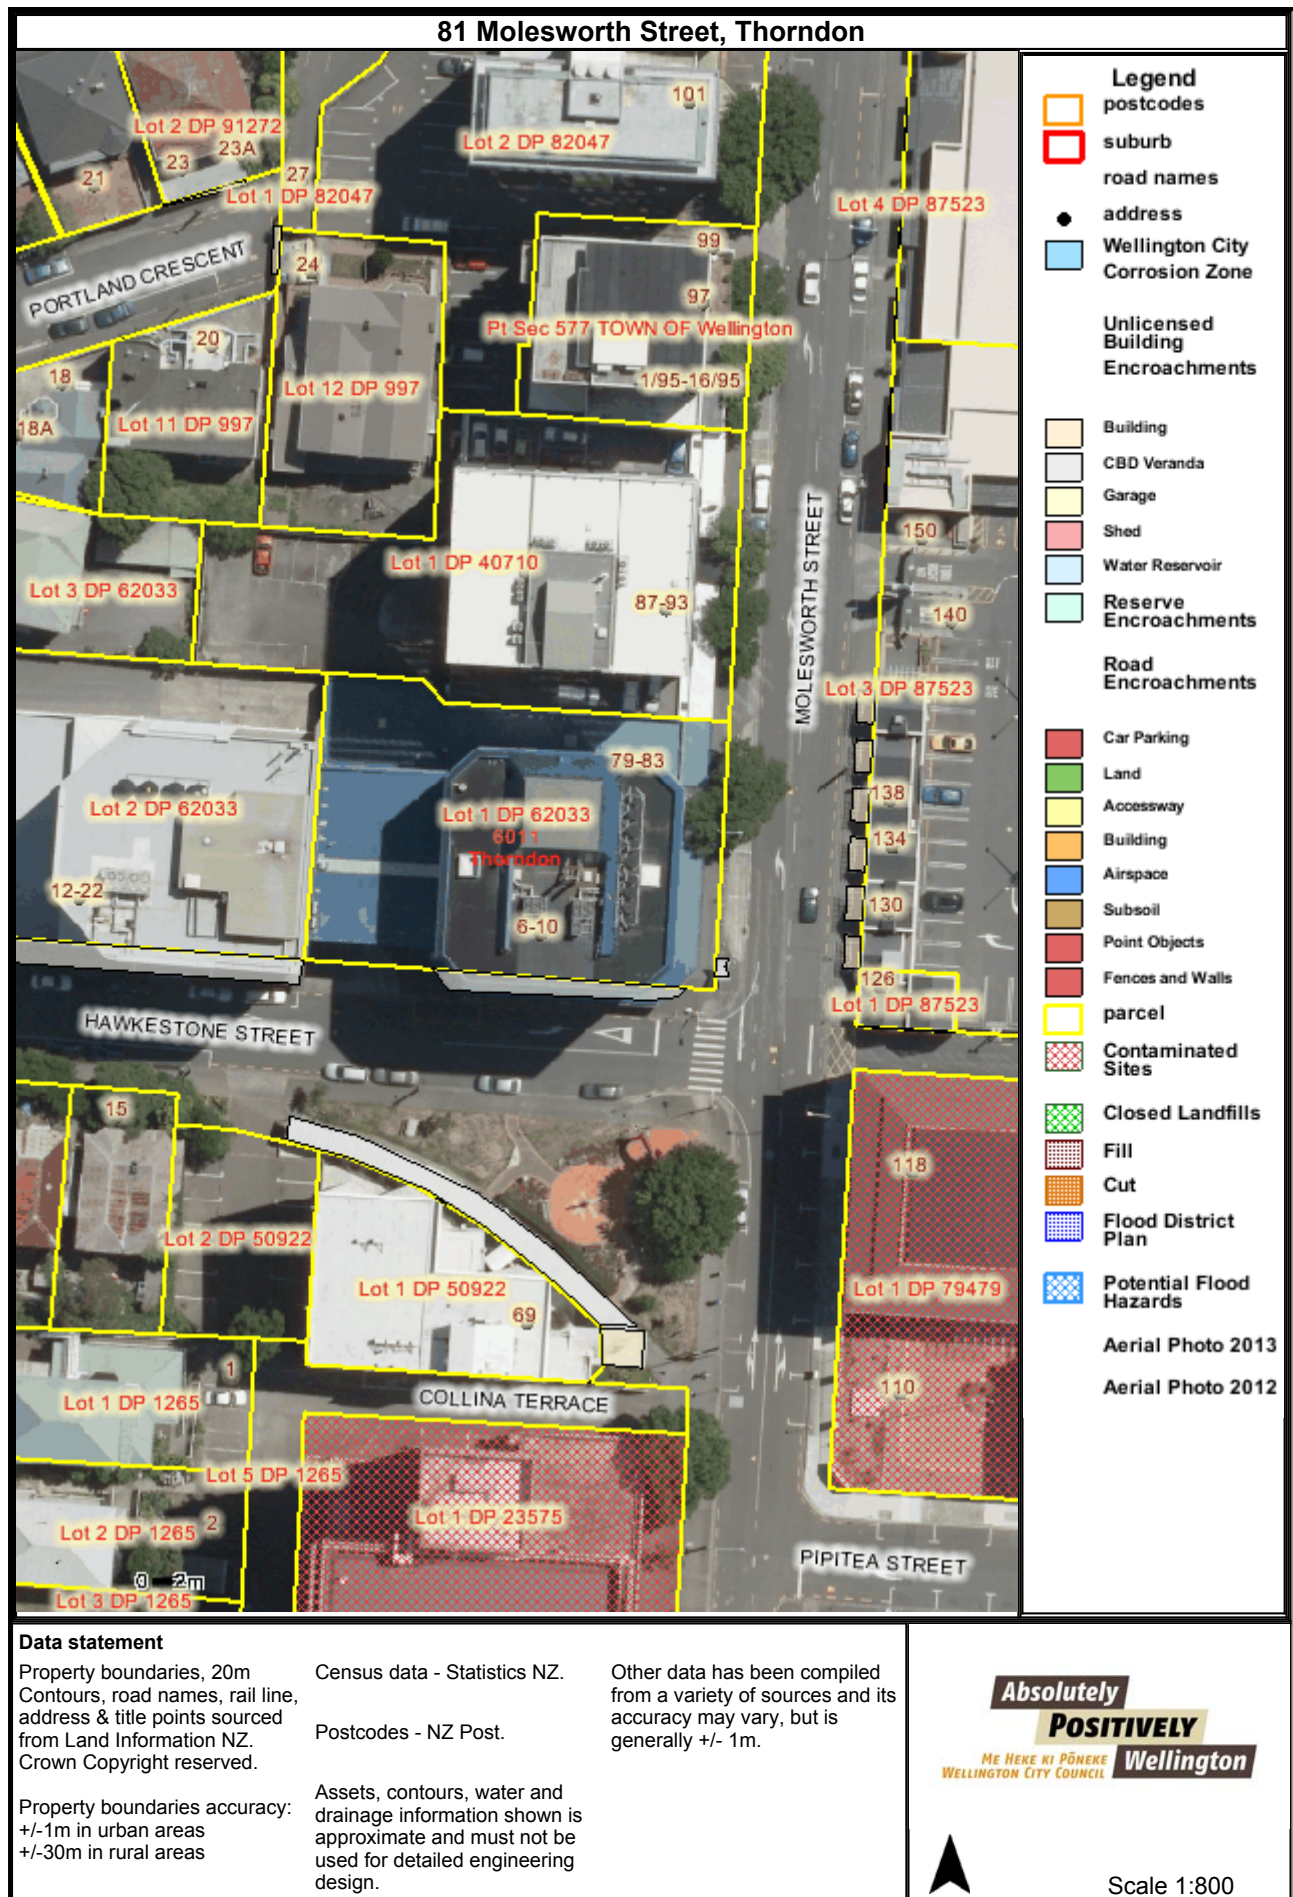 81 Molesworth Street, Thorndon
101
Lot 2 DP 91272
23A
23
Lot 2 DP 82047
21
27
Lot 1 DP 82047
Lot 4 DP 87523
PORTLAND CRESCENT
24
99
97
Pt Sec 577 TOWN OF Wellington
20
1/95-16/95
18
Lot 12 DP 997
18A
Lot 11 DP 997
MOLESWORTH STREET
150
Lot 1 DP 40710
Lot 3 DP 62033
87-93
140
Lot 3 DP 87523
79-83
138
Lot 2 DP 62033
Lot 1 DP 62033
6011
Thorndon
134
12-22
130
6-10
126
Lot 1 DP 87523
HAWKESTONE STREET
15
118
Lot 2 DP 50922
Lot 1 DP 50922
Lot 1 DP 79479
69
1
110
Lot 1 DP 1265
COLLINA TERRACE
Lot 5 DP 1265
Lot 1 DP 23575
Lot 2 DP 1265
2
PIPITEA STREET
0 2m
Lot 3 DP 1265
Legend
postcodes
suburb
road names
address
Wellington City
Corrosion Zone
Unlicensed
Building
Encroachments
Building
CBD Veranda
Garage
Shed
Water Reservoir
Reserve
Encroachments
Road
Encroachments
Car Parking
Land
Accessway
Building
Airspace
Subsoil
Point Objects
Fences and Walls
parcel
Contaminated
Sites
Closed Landfills
Fill
Cut
Flood District
Plan
Potential Flood
Hazards
Aerial Photo 2013
Aerial Photo 2012
Data statement
Property boundaries, 20m
Contours, road names, rail line,
address & title points sourced
from Land Information NZ.
Crown Copyright reserved.
Property boundaries accuracy:
+/-1m in urban areas
+/-30m in rural areas
Census data - Statistics NZ.
Postcodes - NZ Post.
Assets, contours, water and
drainage information shown is
approximate and must not be
used for detailed engineering
design.
Other data has been compiled
from a variety of sources and its
accuracy may vary, but is
generally +/- 1m.
Absolutely
POSITIVELY
ME HEKE KI PŌNEKE
WELLINGTON CITY COUNCIL
Wellington
Scale 1:800